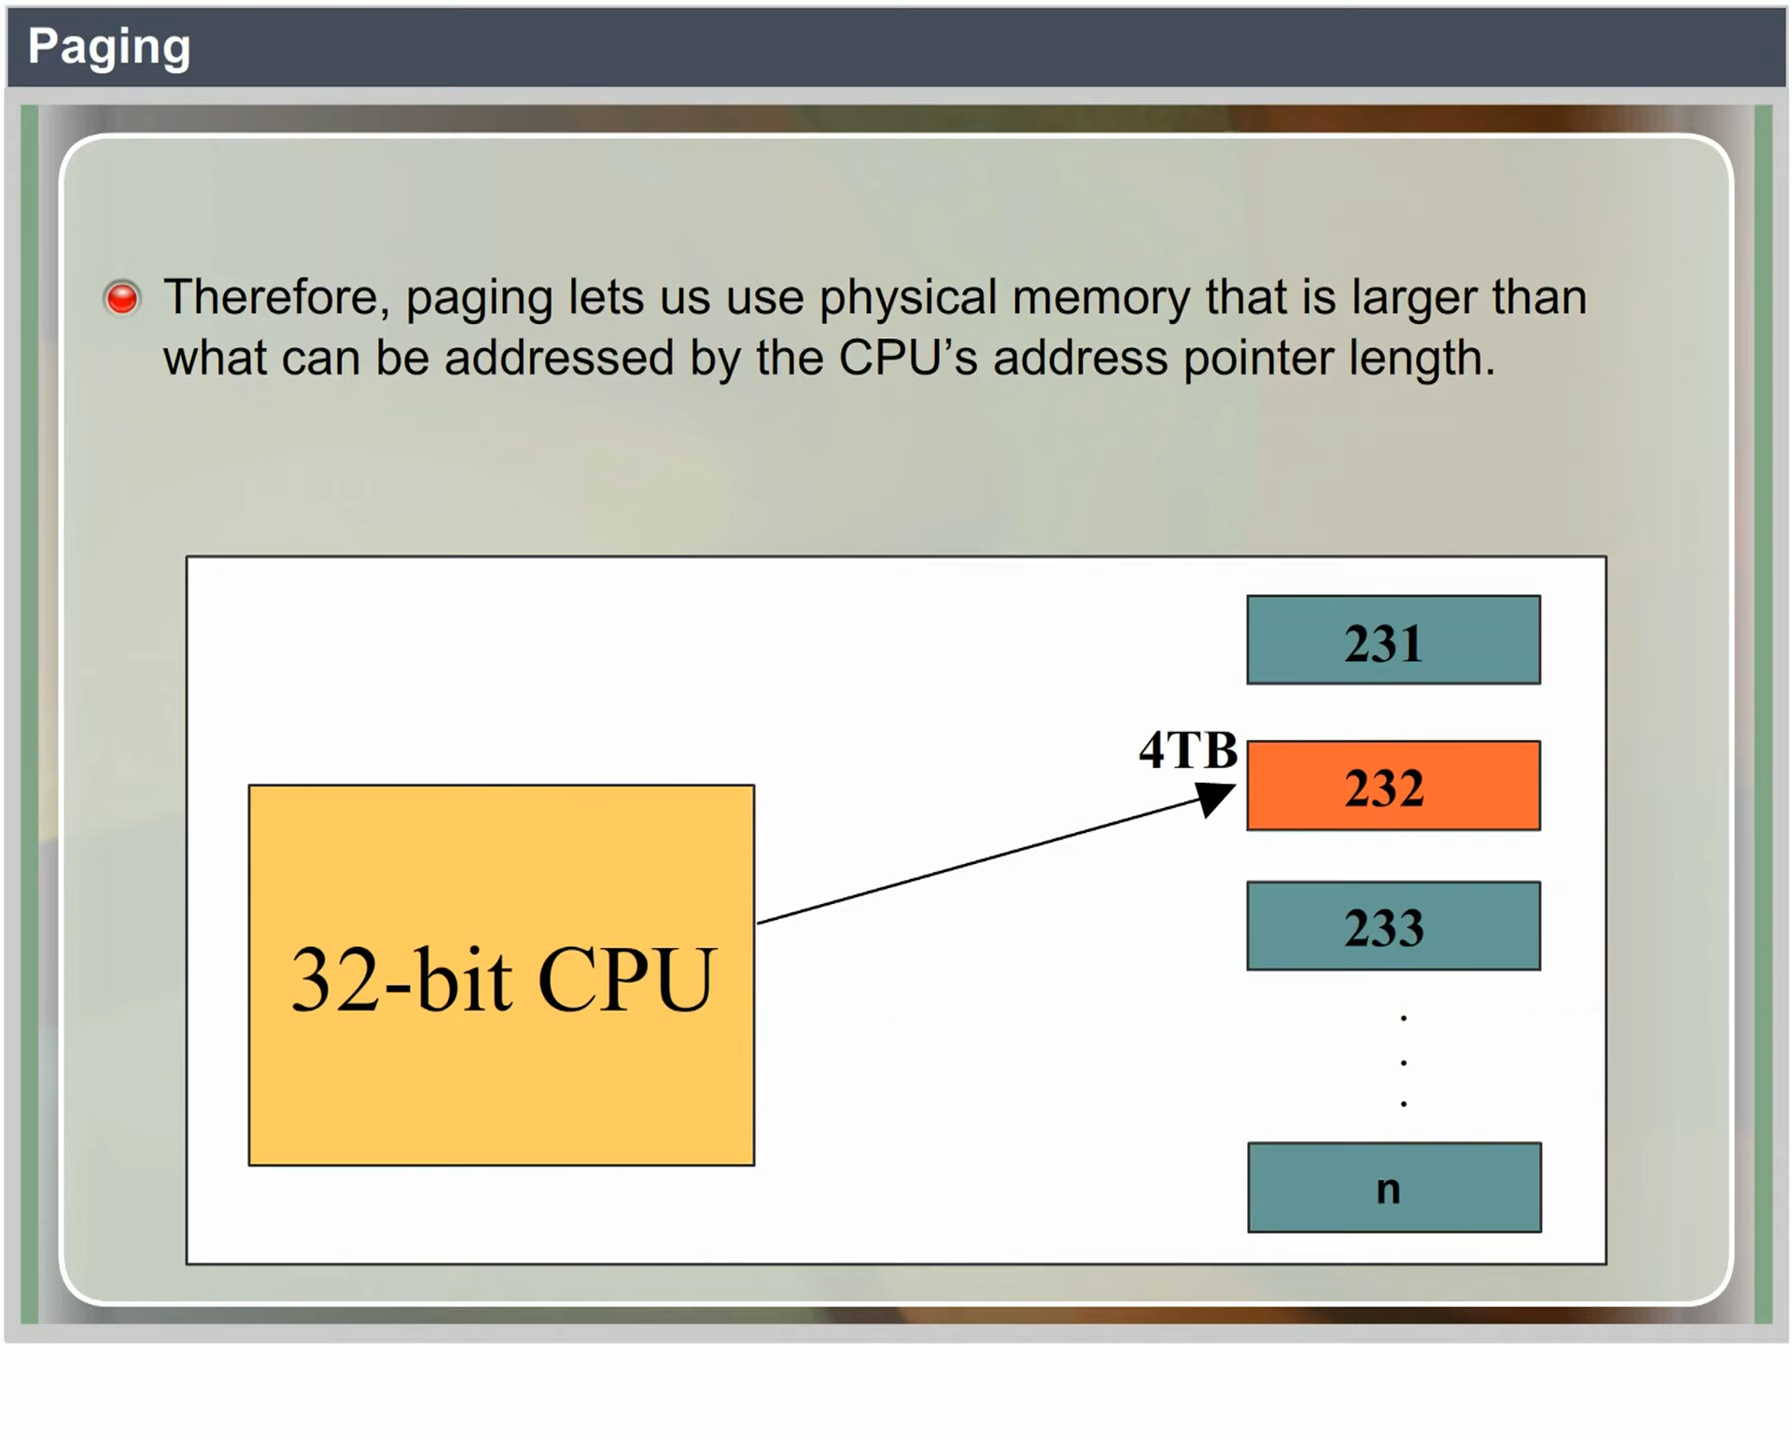 Paging
Therefore, paging lets us use physical memory that is larger than
what can be addressed by the CPU’s address pointer length.
231
4TB
232
32-bit CPU
233
.
.
.
n